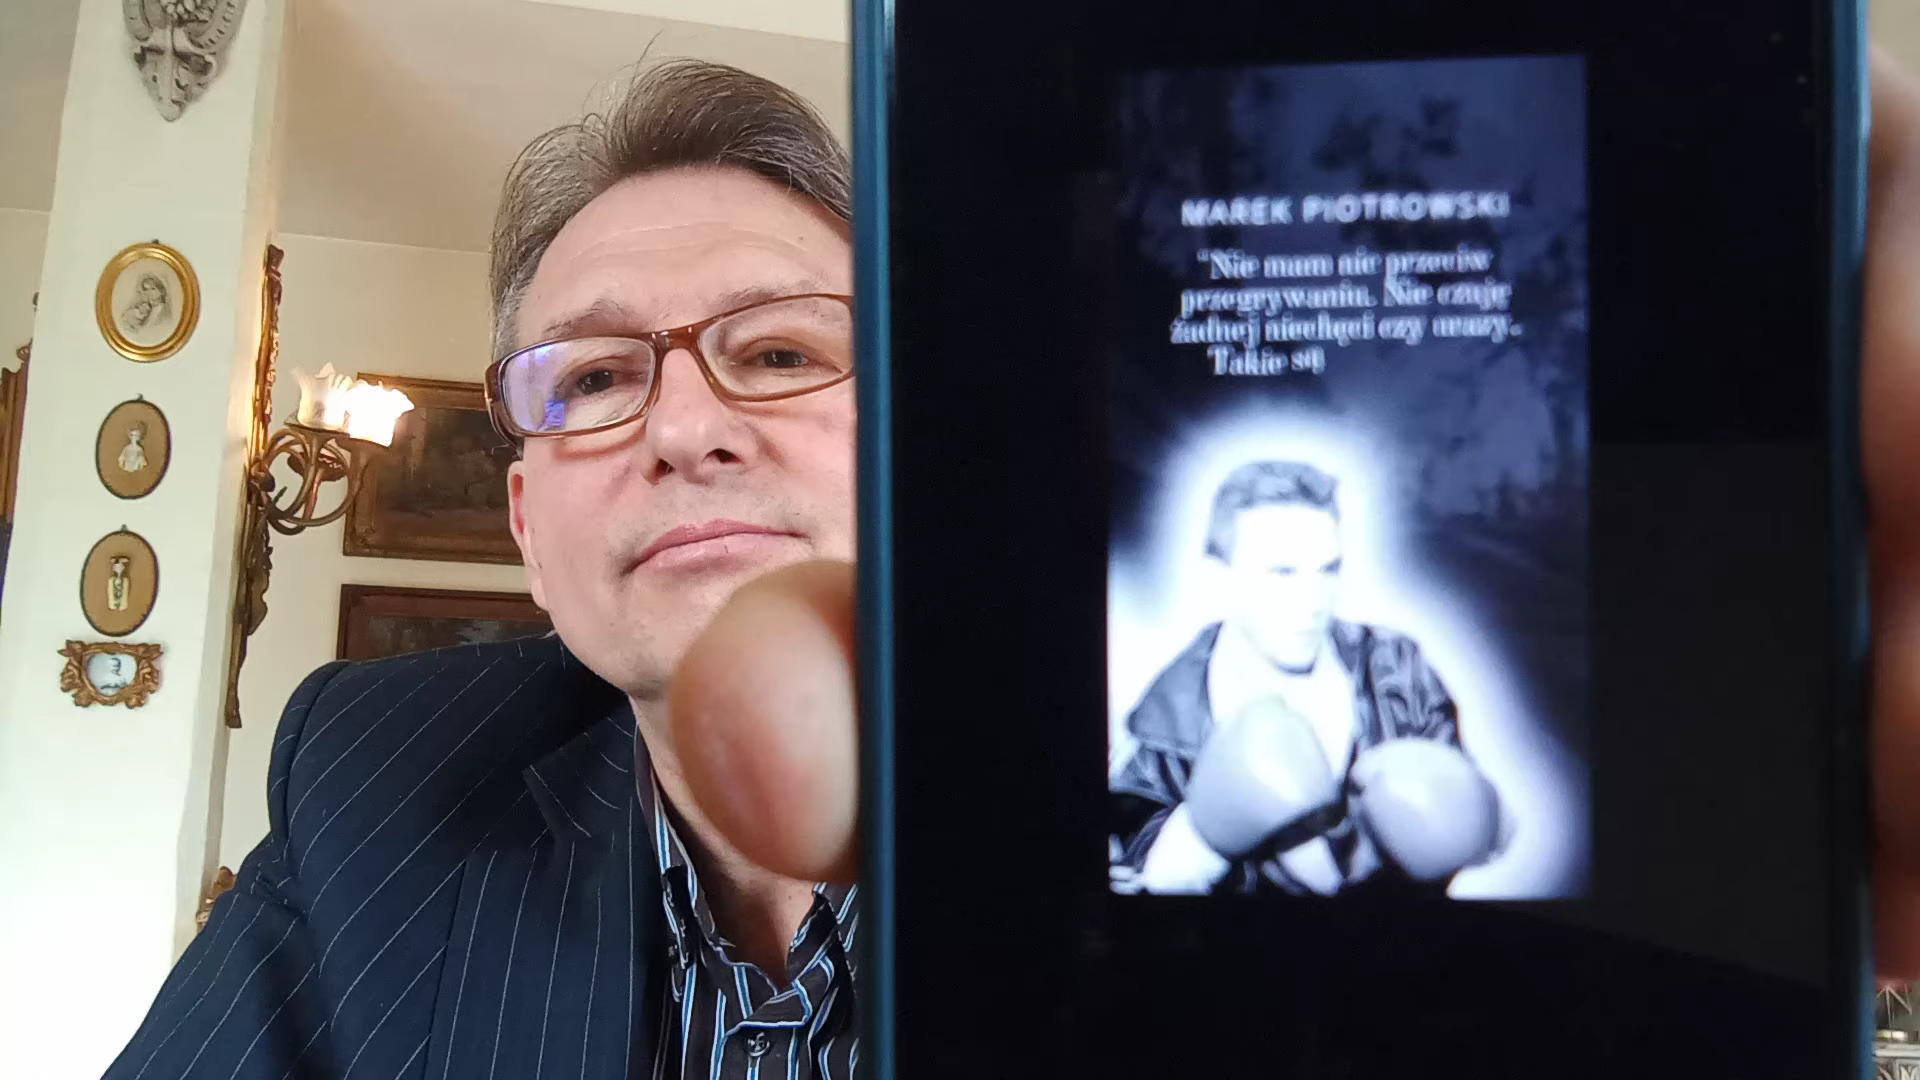 MAREK PIOTROWSKI
"Nie mam nic przeciw
przegrywaniu. Nie czuję
żadnej niechęci czy urazy.
Takie są